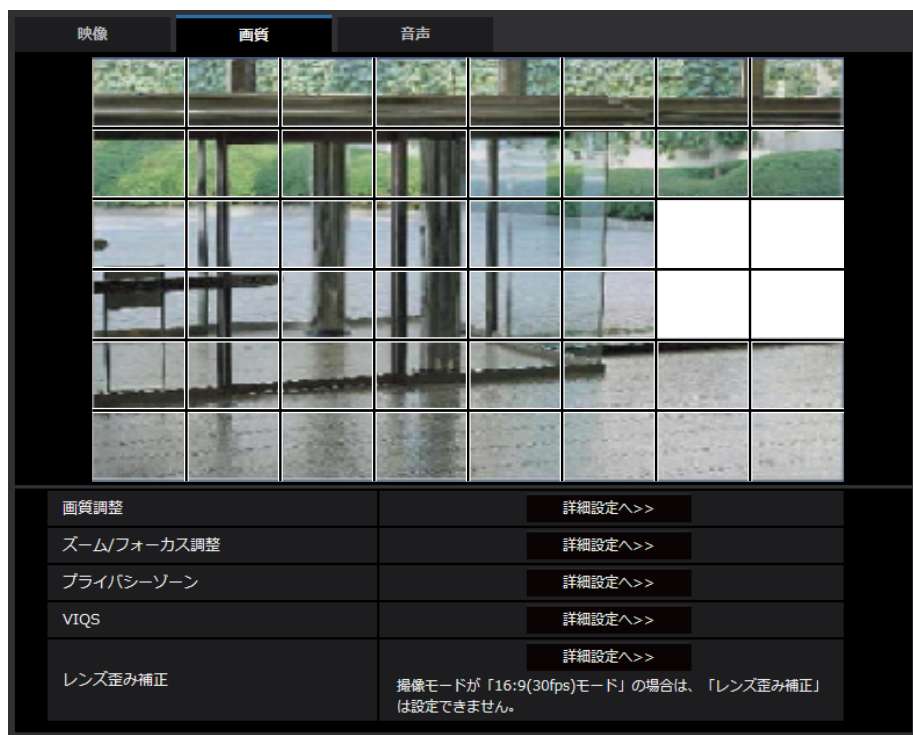 映像
画質
音声
画質調整
詳細設定へ>>
ズーム/フォーカス調整
詳細設定へ>>
プライバシーゾーン
詳細設定へ>>
VIQS
詳細設定へ>>
レンズ歪み補正
詳細設定へ>>
撮像モードが「16:9(30fps)モード」の場合は、「レンズ歪み補正」
は設定できません。